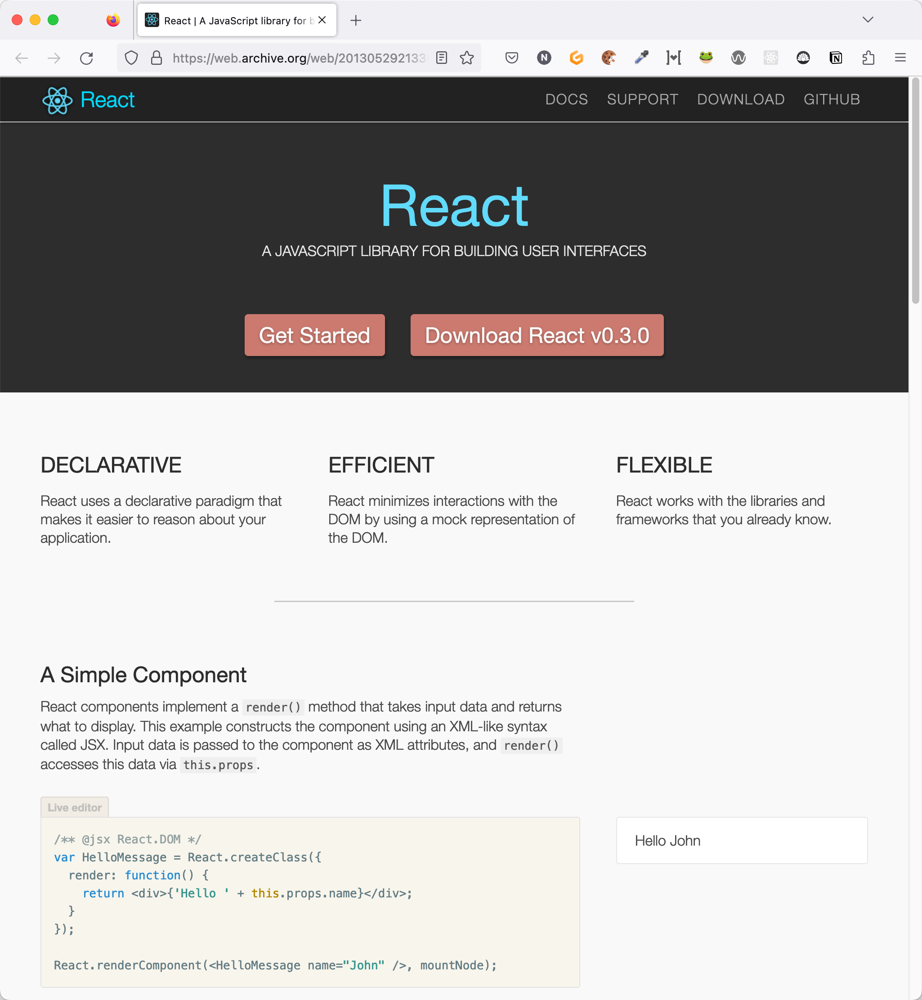 React | A JavaScript library for b
https://web.archive.org/web/201305292133
React
DOCS SUPPORT DOWNLOAD GITHUB
React
A JAVASCRIPT LIBRARY FOR BUILDING USER INTERFACES
Get Started
Download React v0.3.0
DECLARATIVE
React uses a declarative paradigm that
makes it easier to reason about your
application.
EFFICIENT
React minimizes interactions with the
DOM by using a mock representation of
the DOM.
FLEXIBLE
React works with the libraries and
frameworks that you already know.
A Simple Component
React components implement a render() method that takes input data and returns
what to display. This example constructs the component using an XML-like syntax
called JSX. Input data is passed to the component as XML attributes, and render()
accesses this data via this.props.
Live editor
/** @jsx React.DOM */
var HelloMessage = React.createClass({
  render: function() {
    return <div>{'Hello ' + this.props.name}</div>;
  }
});

React.renderComponent(<HelloMessage name="John" />, mountNode);
Hello John